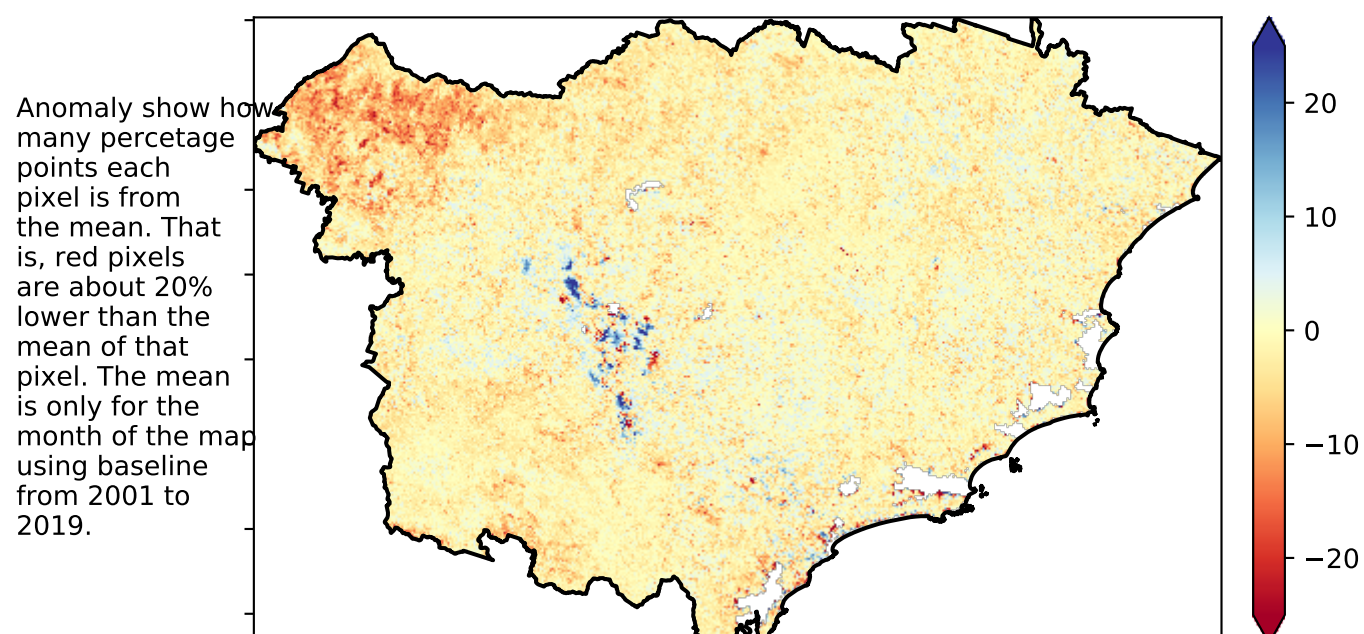 Anomaly show how
many percetage
points each
pixel is from
the mean. That
is, red pixels
are about 20%
lower than the
mean of that
pixel. The mean
is only for the
month of the map
using baseline
from 2001 to
2019.
20
10
0
−10
−20